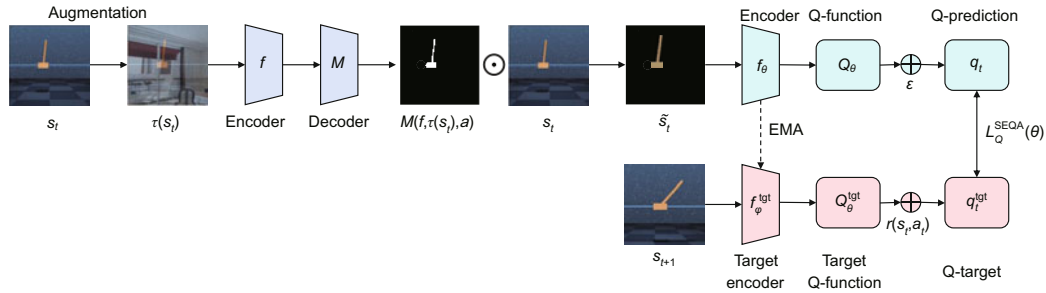 Augmentation
Encoder
Q-function
Q-prediction
f
M
f_θ
Q_θ
q_t
ε
s_t
τ(s_t)
Encoder
Decoder
M(f,τ(s_t),a)
s_t
s̃_t
EMA
L_Q^SEQA(θ)
f_φ^tgt
Q_θ^tgt
q_t^tgt
r(s_t,a_t)
s_{t+1}
Target
encoder
Target
Q-function
Q-target